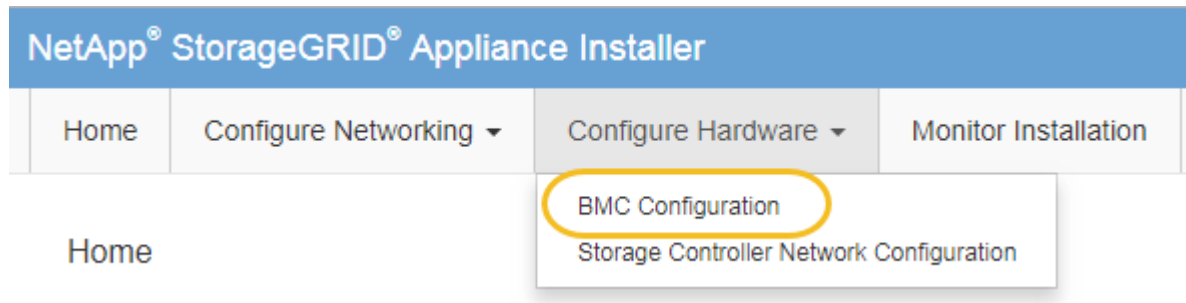 NetApp® StorageGRID® Appliance Installer
Home Configure Networking Configure Hardware Monitor Installation
BMC Configuration
Home
Storage Controller Network Configuration